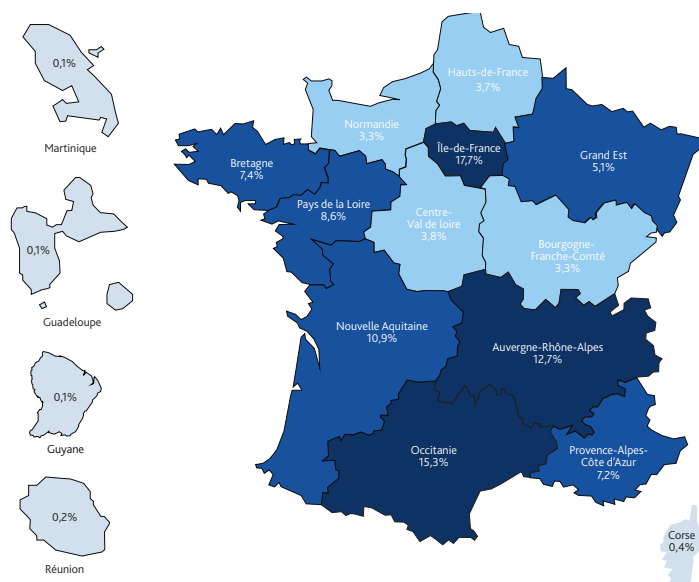 0,1%
Martinique
0,1%
Guadeloupe
0,1%
Guyane
0,2%
Réunion
Hauts-de-France
3,7%
Normandie
3,3%
Île-de-France
17,7%
Grand Est
5,1%
Bretagne
7,4%
Pays de la Loire
8,6%
Centre-
Val de loire
3,8%
Bourgogne-
Franche-Comté
3,3%
Nouvelle Aquitaine
10,9%
Auvergne-Rhône-Alpes
12,7%
Occitanie
15,3%
Provence-Alpes-
Côte d'Azur
7,2%
Corse
0,4%